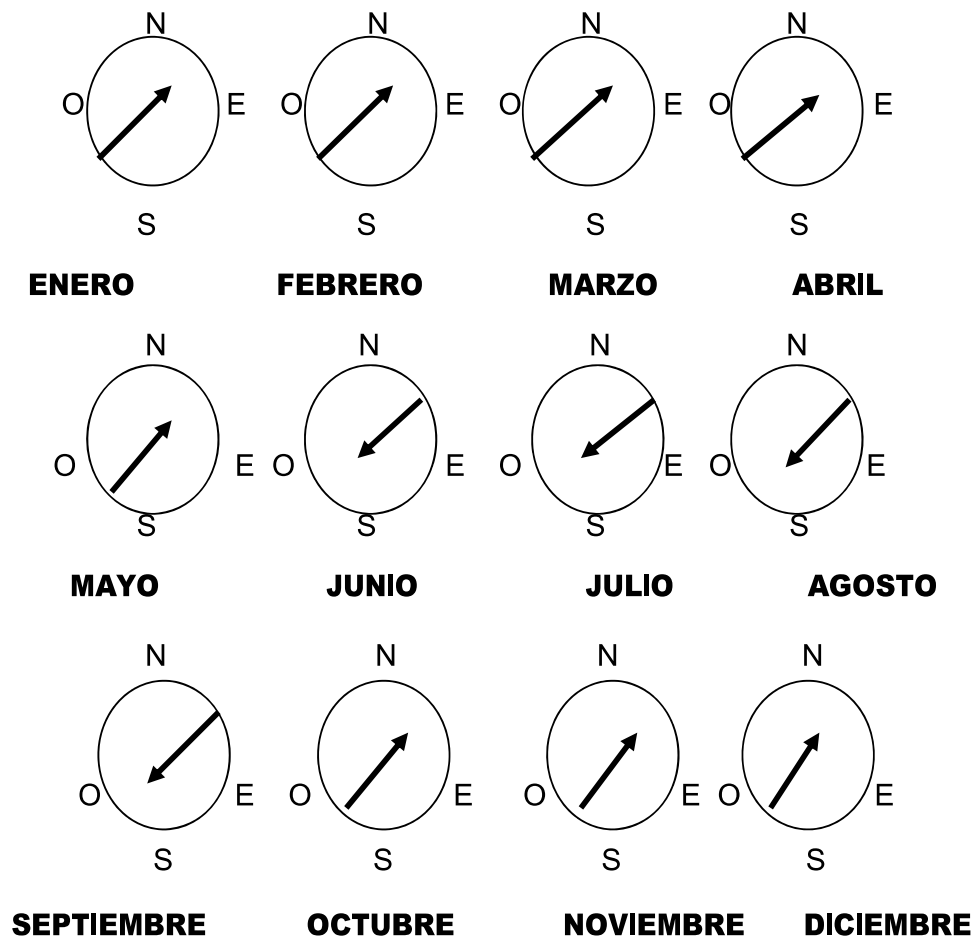 N N N N
O E O E O E O E
S S S S
ENERO FEBRERO MARZO ABRIL
N N N N
O E O E O E O E
S S S S
MAYO JUNIO JULIO AGOSTO
N N N N
O E O E O E O E
S S S S
SEPTIEMBRE OCTUBRE NOVIEMBRE DICIEMBRE